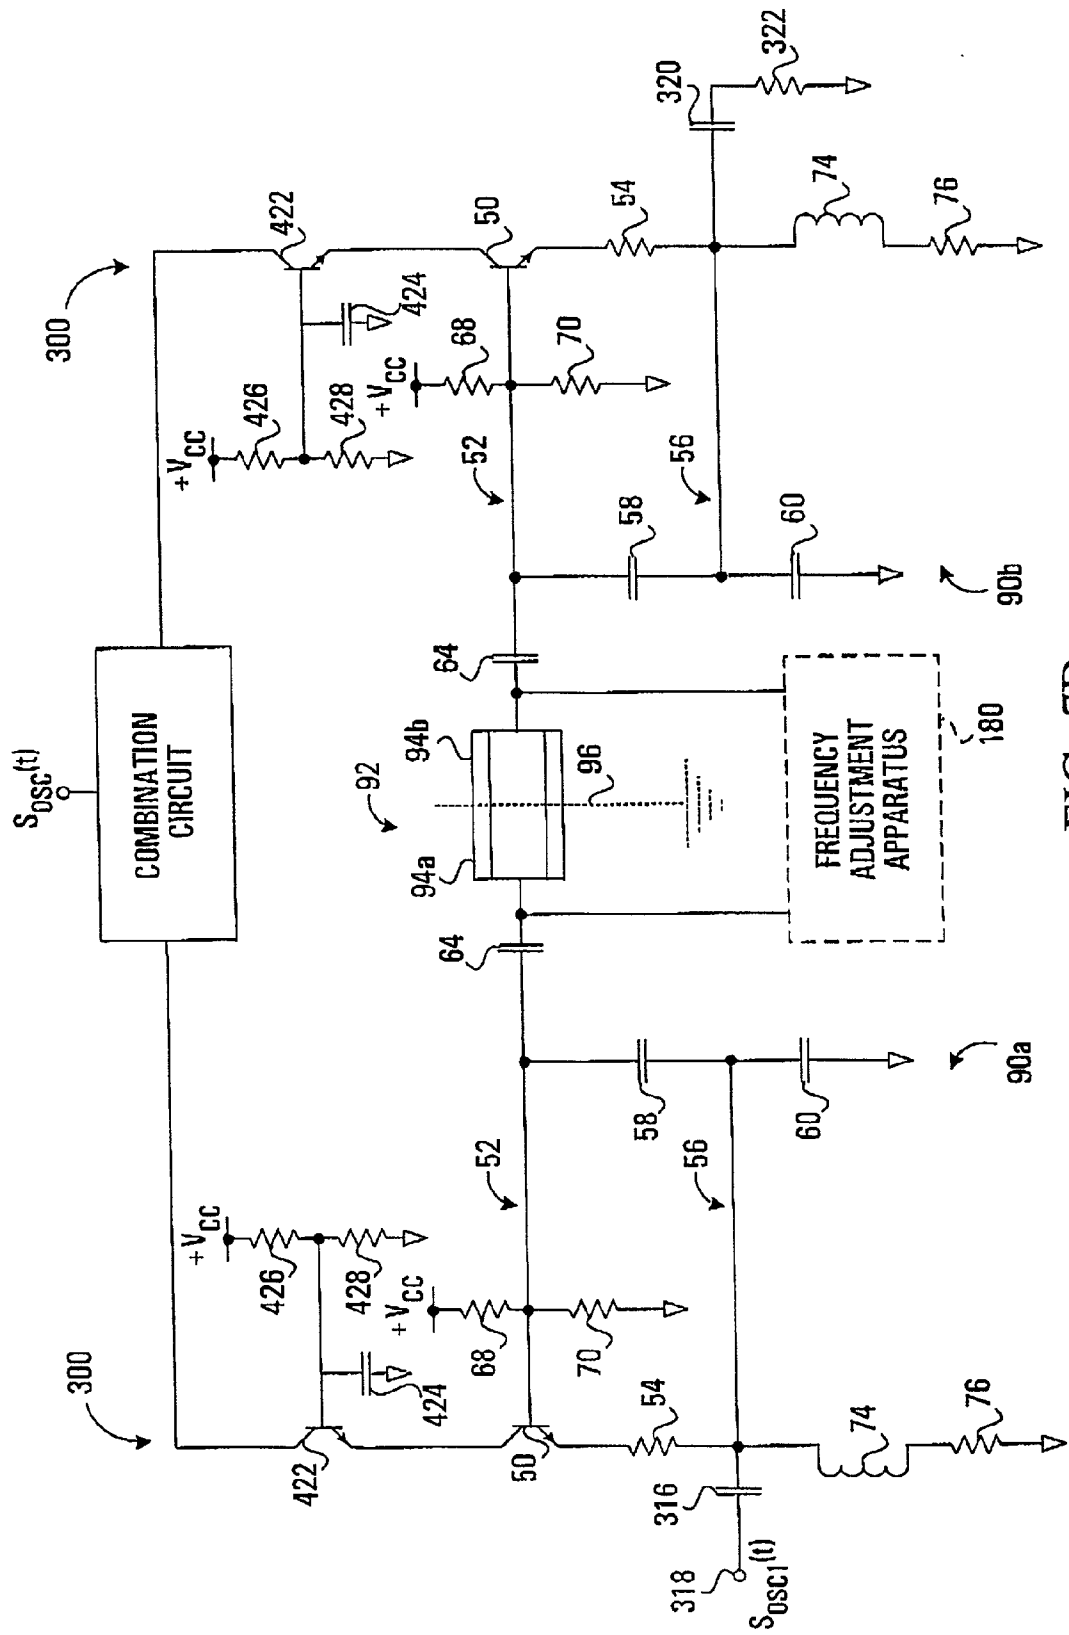 S_OSC(t)
COMBINATION
CIRCUIT
300
300
422
422
+V_CC
426
428
424
+V_CC
426
428
424
+V_CC
68
70
+V_CC
68
70
50
50
52
52
92
94a
94b
96
64
64
54
54
56
56
58
58
60
60
90a
90b
FREQUENCY
ADJUSTMENT
APPARATUS
180
316
318
S_OSC1(t)
320
322
74
74
76
76